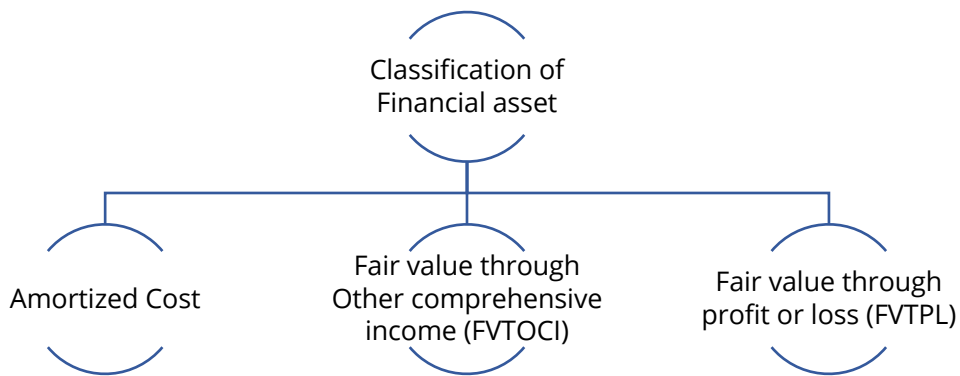 Classification of
Financial asset
Amortized Cost
Fair value through
Other comprehensive
income (FVTOCI)
Fair value through
profit or loss (FVTPL)